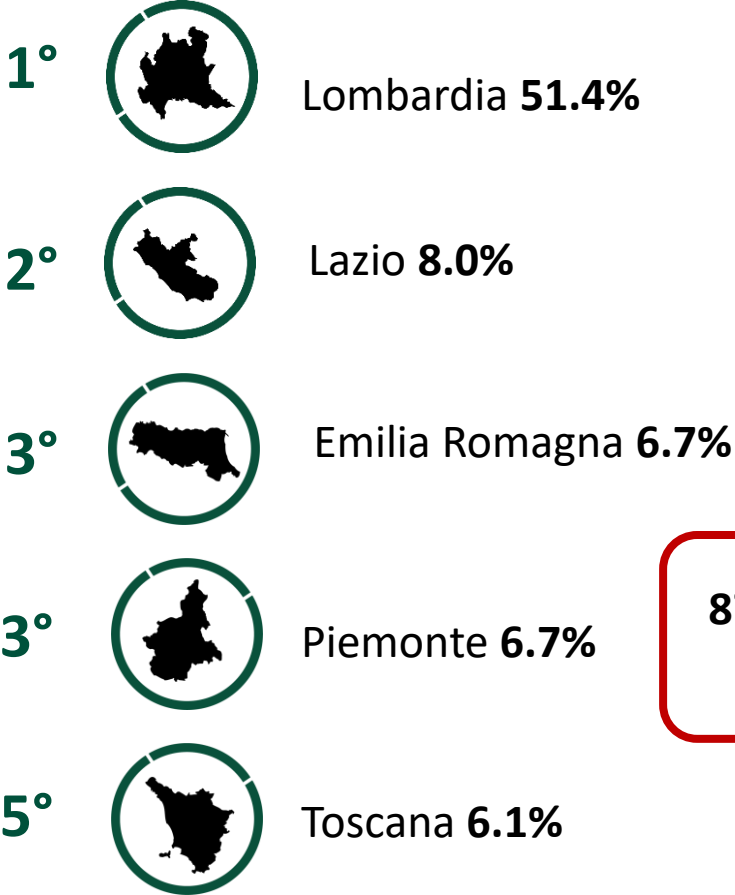 1°
Lombardia 51.4%
2°
Lazio 8.0%
3°
Emilia Romagna 6.7%
3°
Piemonte 6.7%
5°
Toscana 6.1%